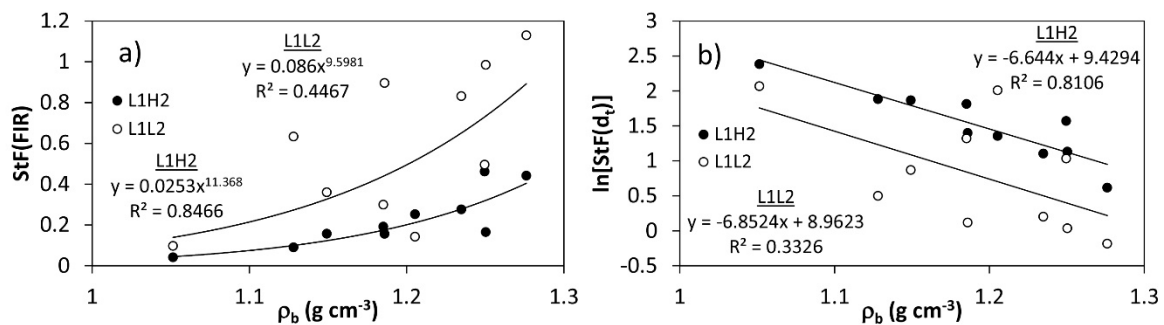 a)
StF(FIR)
1.2
1
0.8
0.6
0.4
0.2
0
L1L2
y = 0.086x^9.5981
R² = 0.4467
L1H2
L1L2
L1H2
y = 0.0253x^11.368
R² = 0.8466
1 1.1 1.2 1.3
ρb (g cm⁻³)
b)
ln[StF(dt)]
3
2.5
2
1.5
1
0.5
0
-0.5
L1H2
y = -6.644x + 9.4294
R² = 0.8106
L1H2
L1L2
L1L2
y = -6.8524x + 8.9623
R² = 0.3326
1 1.1 1.2 1.3
ρb (g cm⁻³)